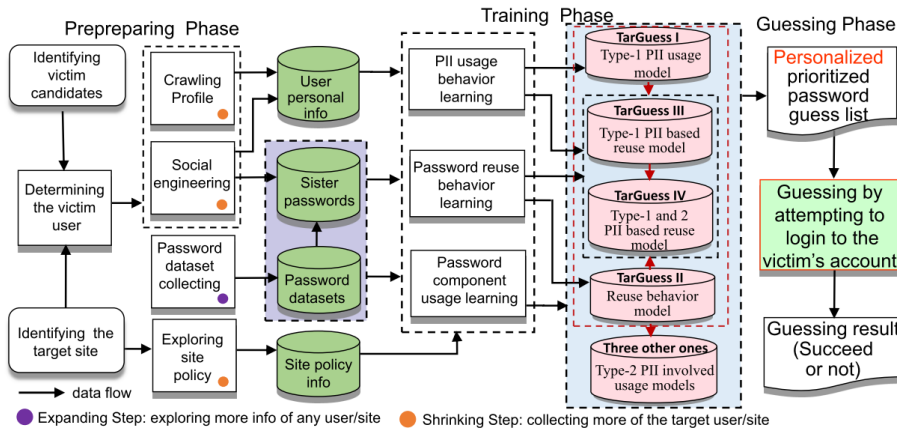 Prepreparing Phase
Training Phase
Guessing Phase
Identifying
victim
candidates
Determining
the victim
user
Identifying the
target site
Crawling
Profile
Social
engineering
Password
dataset
collecting
Exploring
site
policy
User
personal
info
Sister
passwords
Password
datasets
Site policy
info
PII usage
behavior
learning
Password reuse
behavior
learning
Password
component
usage learning
TarGuess I
Type-1 PII usage
model
TarGuess III
Type-1 PII based
reuse model
TarGuess IV
Type-1 and 2
PII based reuse
model
TarGuess II
Reuse behavior
model
Three other ones
Type-2 PII involved
usage models
Personalized
prioritized
password
guess list
Guessing by
attempting to
login to the
victim's account
Guessing result
(Succeed
or not)
data flow
Expanding Step: exploring more info of any user/site
Shrinking Step: collecting more of the target user/site